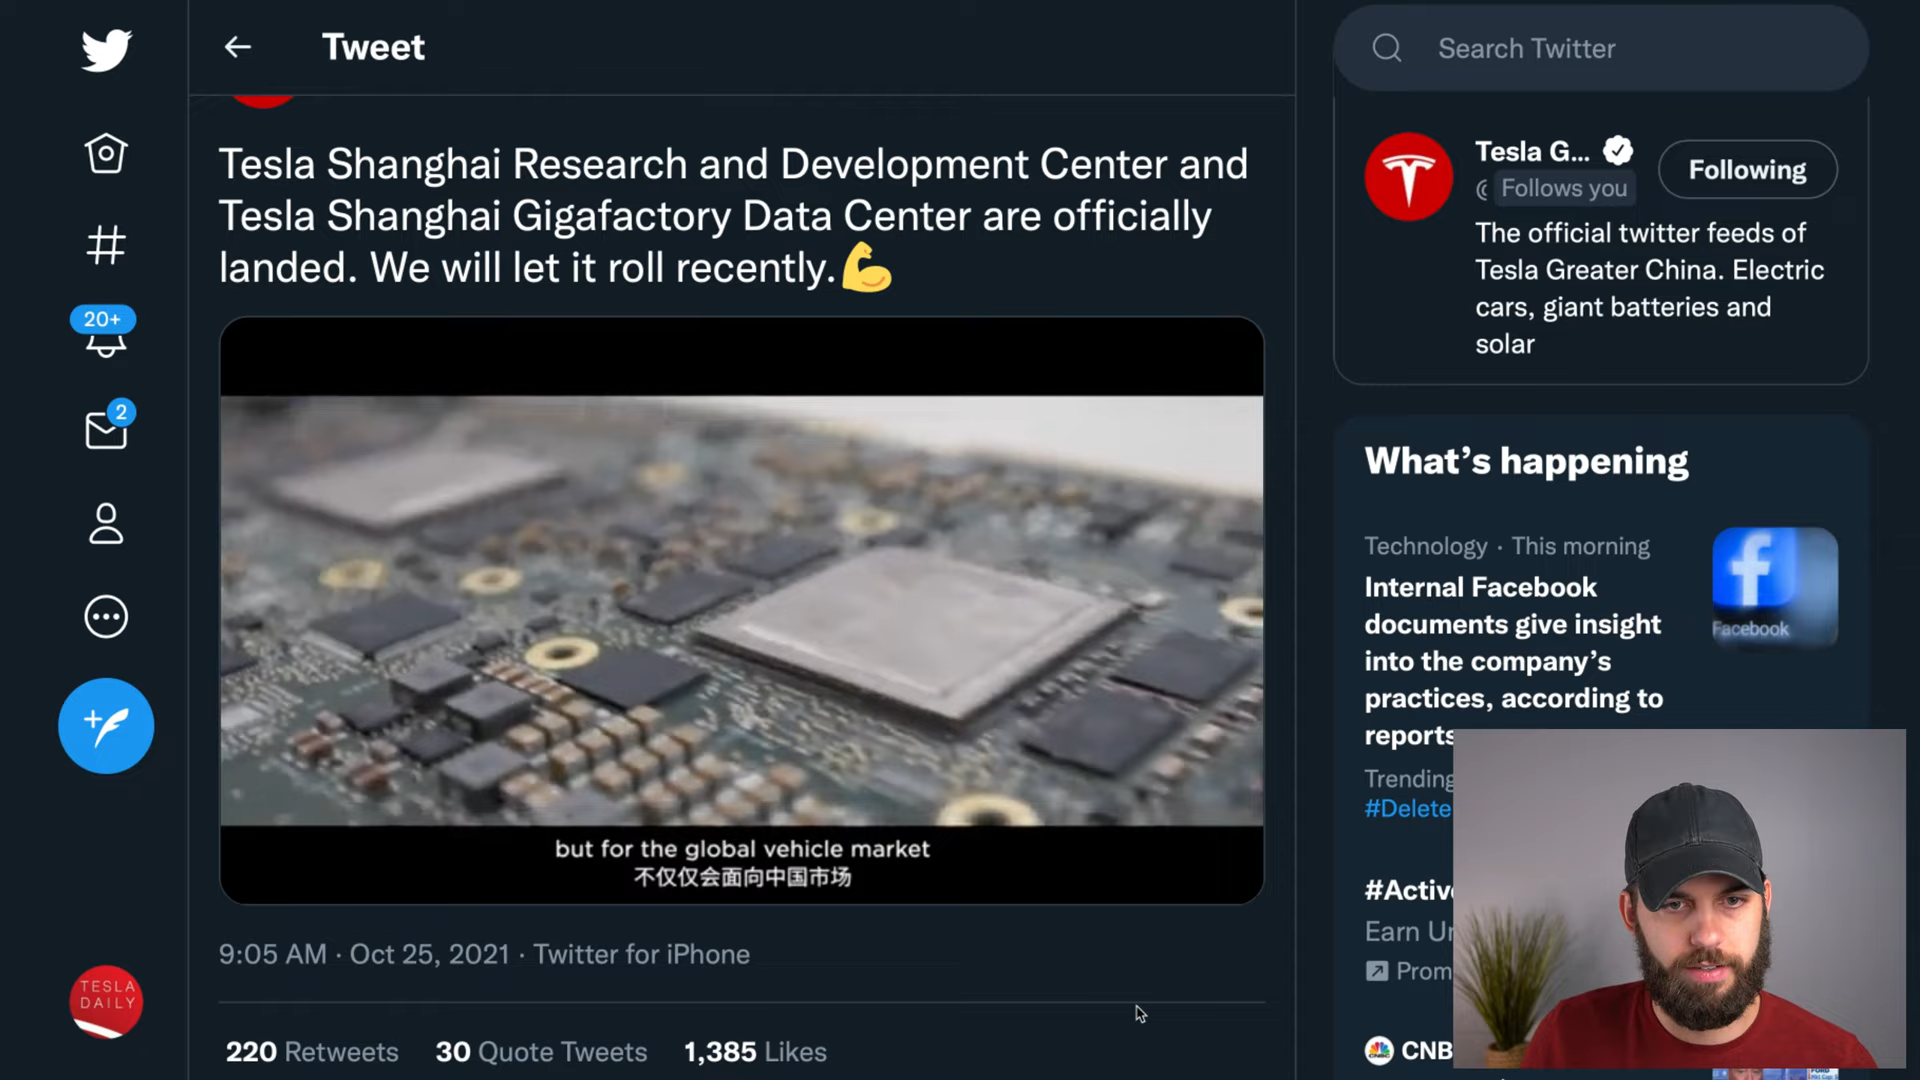 Tweet
Search Twitter
Tesla Shanghai Research and Development Center and
Tesla Shanghai Gigafactory Data Center are officially
landed. We will let it roll recently.💪
but for the global vehicle market
不仅仅会面向中国市场
9:05 AM · Oct 25, 2021 · Twitter for iPhone
220 Retweets 30 Quote Tweets 1,385 Likes
20+
2
TESLA
DAILY
Tesla G...
Following
Follows you
The official twitter feeds of
Tesla Greater China. Electric
cars, giant batteries and
solar
What's happening
Technology · This morning
Internal Facebook
documents give insight
into the company's
practices, according to
reports
Facebook
Trending
#Delete
#Active
Earn Un
Prom
CNB